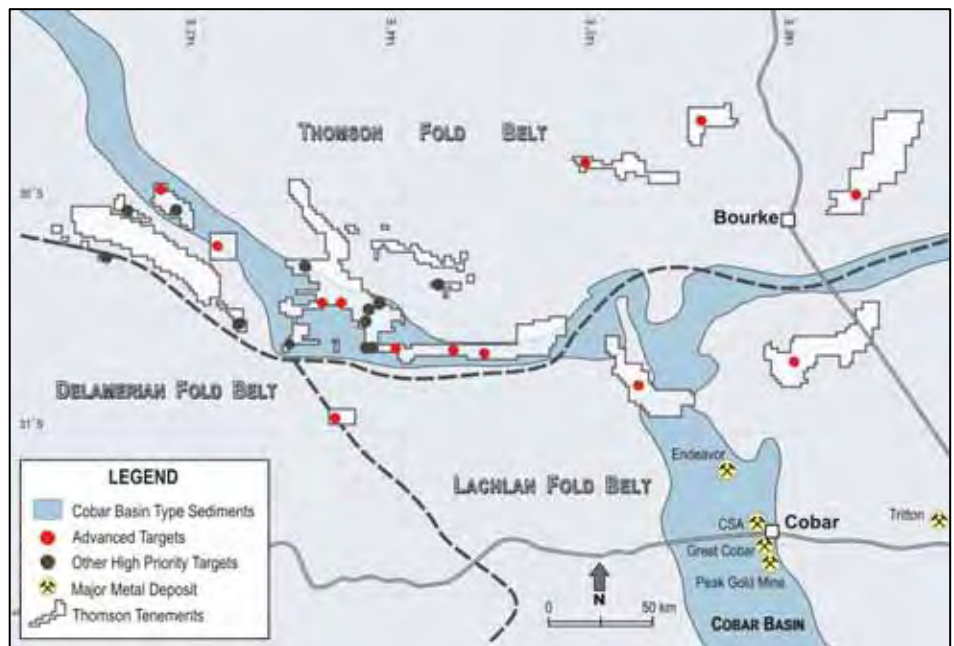 THOMSON FOLD BELT
30°S
Bourke
DELAMERIAN FOLD BELT
31°S
LACHLAN FOLD BELT
Endeavor
CSA
Cobar
Tritton
Great Cobar
Peak Gold Mine
COBAR BASIN
N
0 50 km
LEGEND
Cobar Basin Type Sediments
Advanced Targets
Other High Priority Targets
Major Metal Deposit
Thomson Tenements